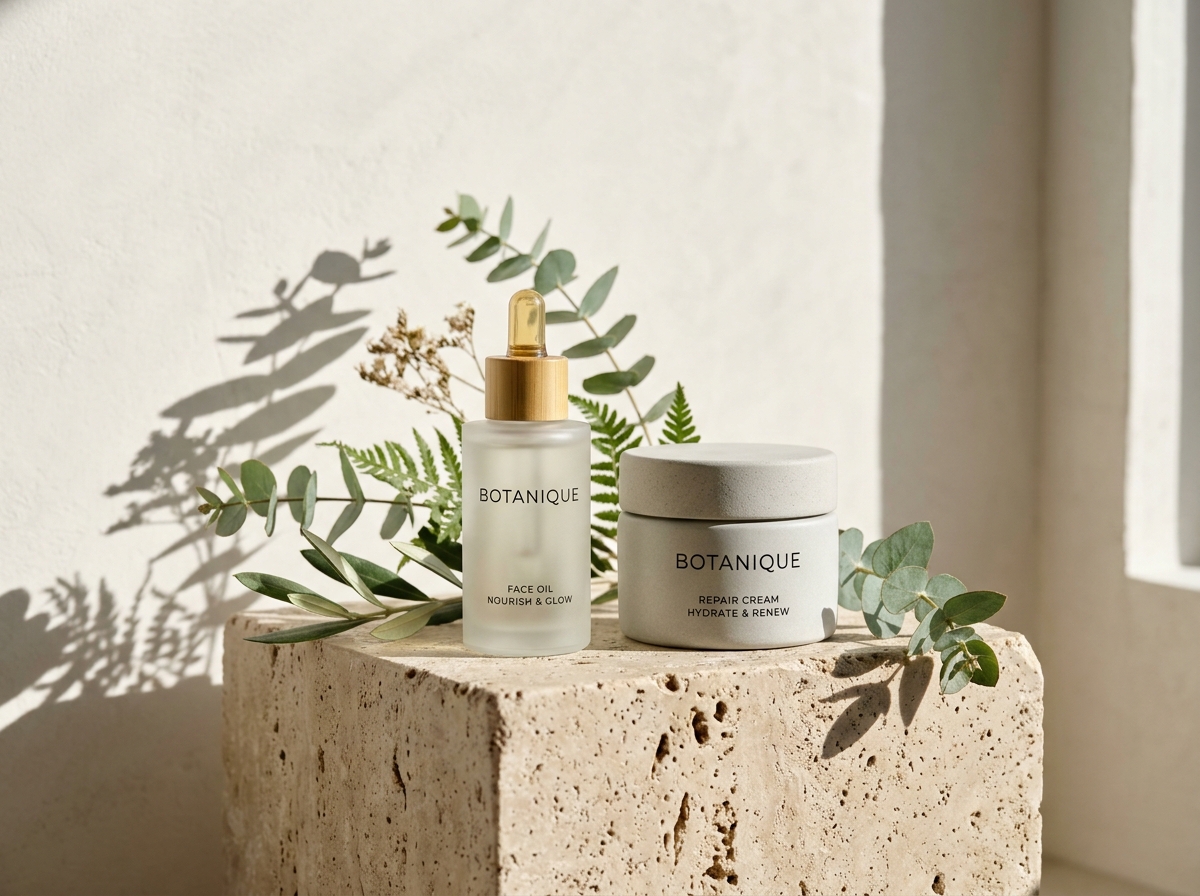 BOTANIQUE
FACE OIL
NOURISH & GLOW
BOTANIQUE
REPAIR CREAM
HYDRATE & RENEW